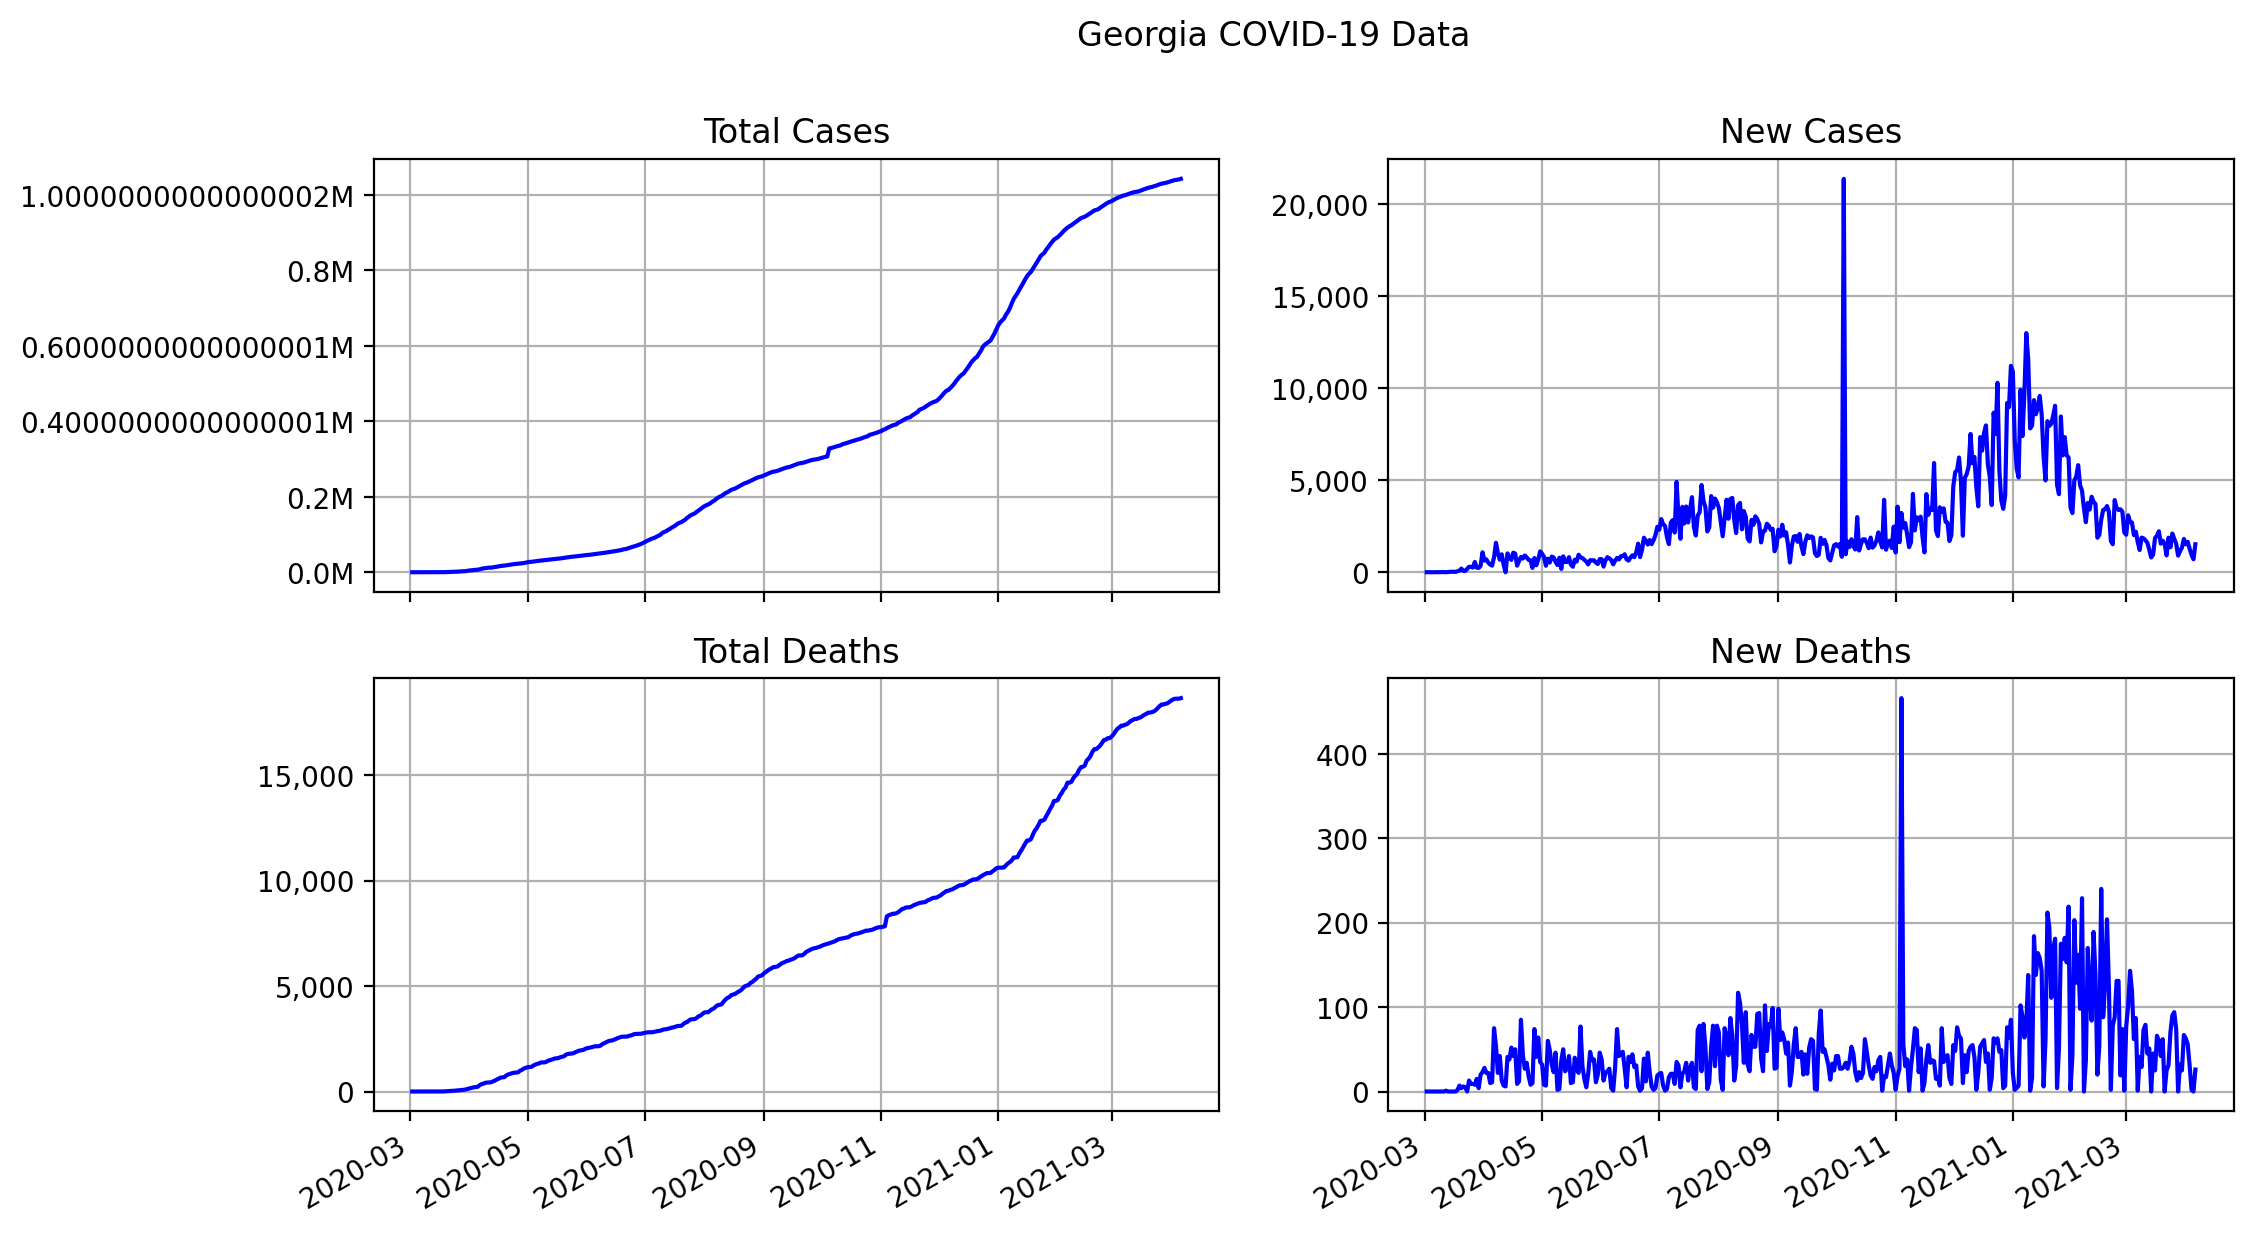 Georgia COVID-19 Data
Total Cases
1.0000000000000002M
0.8M
0.6000000000000001M
0.4000000000000001M
0.2M
0.0M
New Cases
20,000
15,000
10,000
5,000
0
Total Deaths
15,000
10,000
5,000
0
2020-03
2020-05
2020-07
2020-09
2020-11
2021-01
2021-03
New Deaths
400
300
200
100
0
2020-03
2020-05
2020-07
2020-09
2020-11
2021-01
2021-03